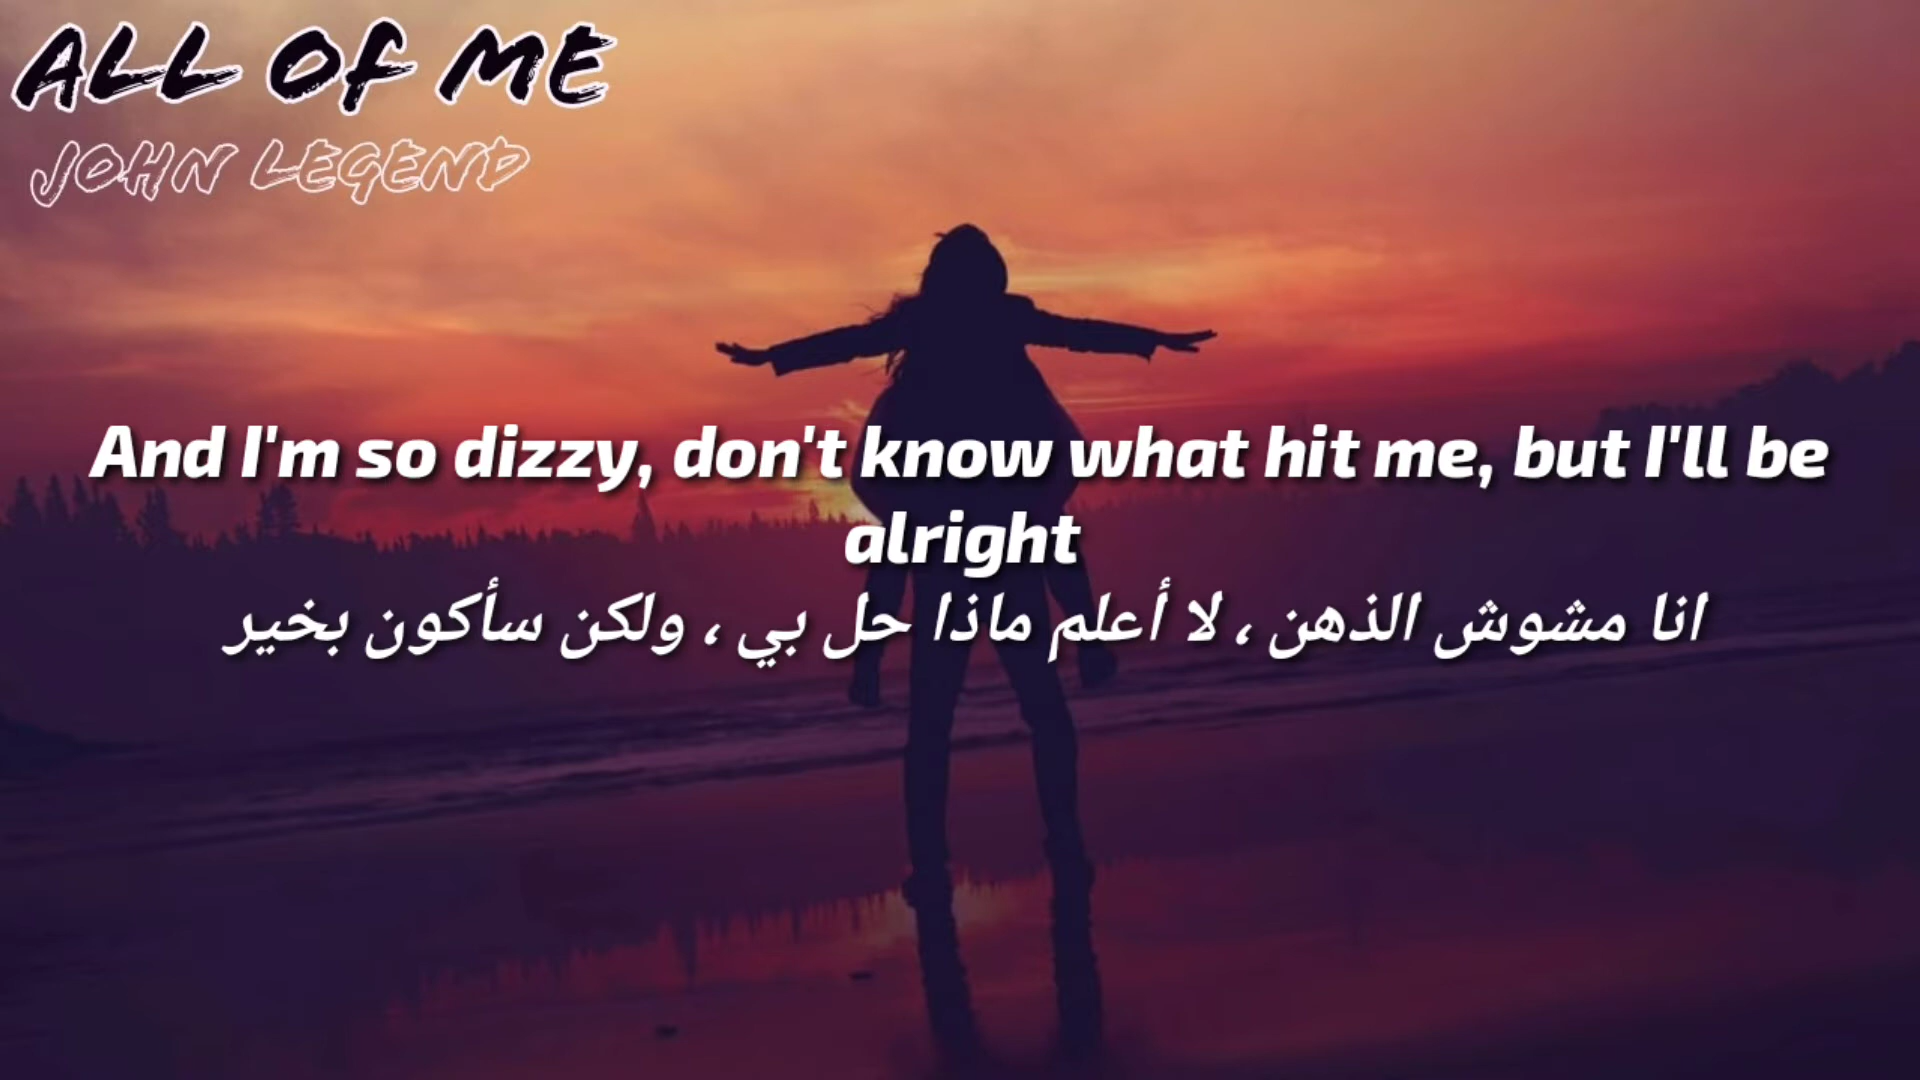 ALL OF ME
JOHN LEGEND
And I'm so dizzy, don't know what hit me, but I'll be
alright
انا مشوش الذهن ، لا أعلم ماذا حل بي ، ولكن سأكون بخير